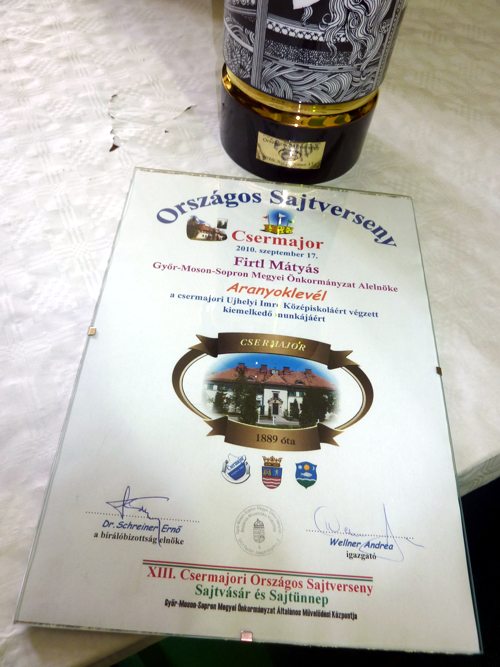 Országos Sajtverseny
Csermajor
2010. szeptember 17.
Firtl Mátyás
Győr-Moson-Sopron Megyei Önkormányzat Alelnöke
Aranyoklevél
a csermajori Ujhelyi Imre Középiskoláért végzett
kiemelkedő munkájáért
CSERMAJOR
1889 óta
Dr. Schreiner Ernő
a bírálóbizottság elnöke
Wellner Andrea
igazgató
XIII. Csermajori Országos Sajtverseny
Sajtvásár és Sajtünnep
Győr-Moson-Sopron Megyei Önkormányzat Általános Művelődési Központja